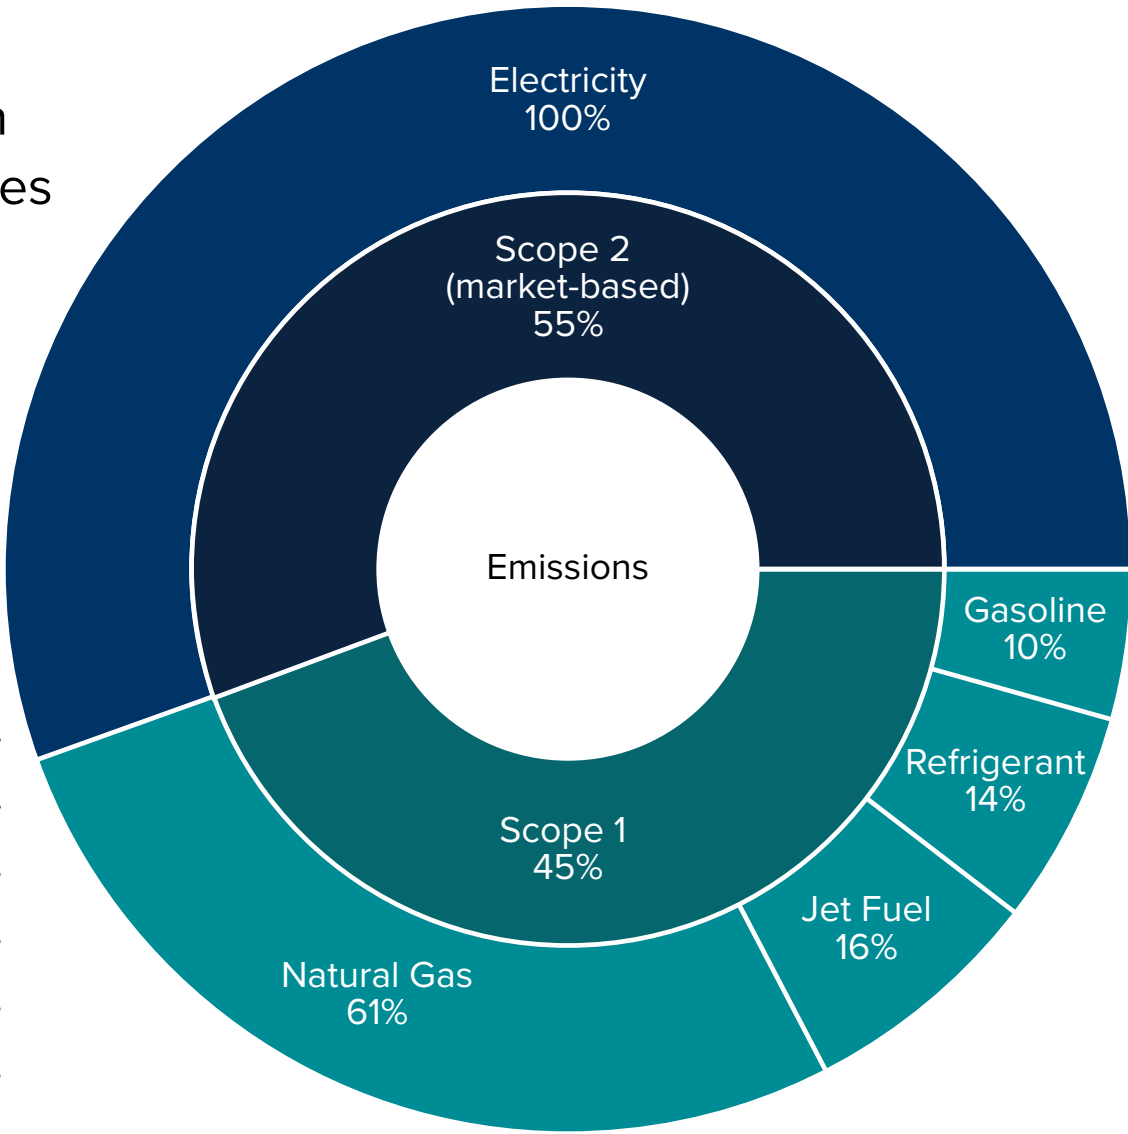 Electricity
100%
Scope 2
(market-based)
55%
Emissions
Gasoline
10%
Refrigerant
14%
Scope 1
45%
Jet Fuel
16%
Natural Gas
61%